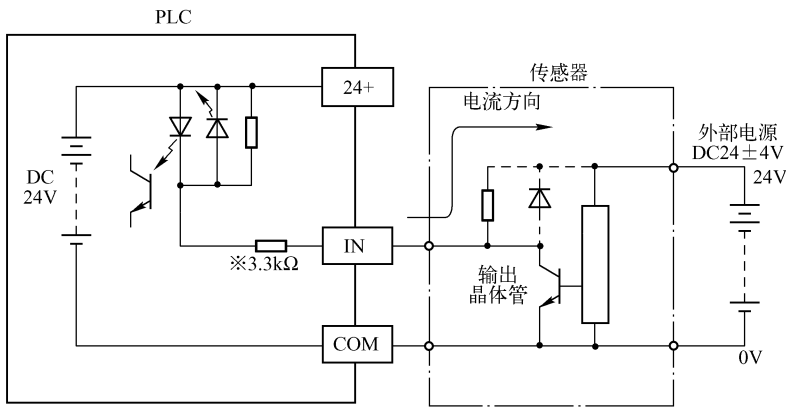 PLC
24+
传感器
电流方向
外部电源
DC24±4V
24V
DC
24V
IN
※3.3kΩ
输出
晶体管
COM
0V